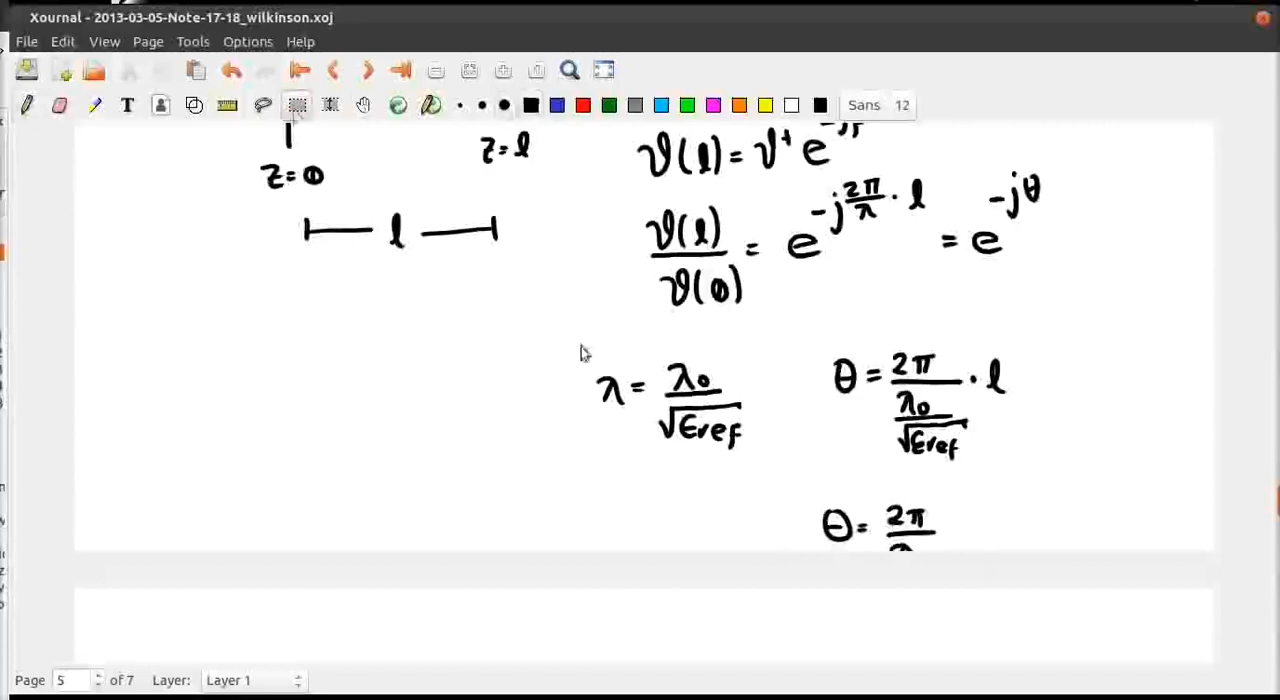 Xournal - 2013-03-05-Note-17-18_wilkinson.xoj
File Edit View Page Tools Options Help
Sans 12
z=0
z=l
v(l) = v⁺ e^-j
l
v(l)/v(0) = e^(-j 2π/λ · l) = e^(-jθ)
λ = λ₀/√εref
θ = 2π/(λ₀/√εref) · l
θ = 2π
Page 5 of 7 Layer: Layer 1